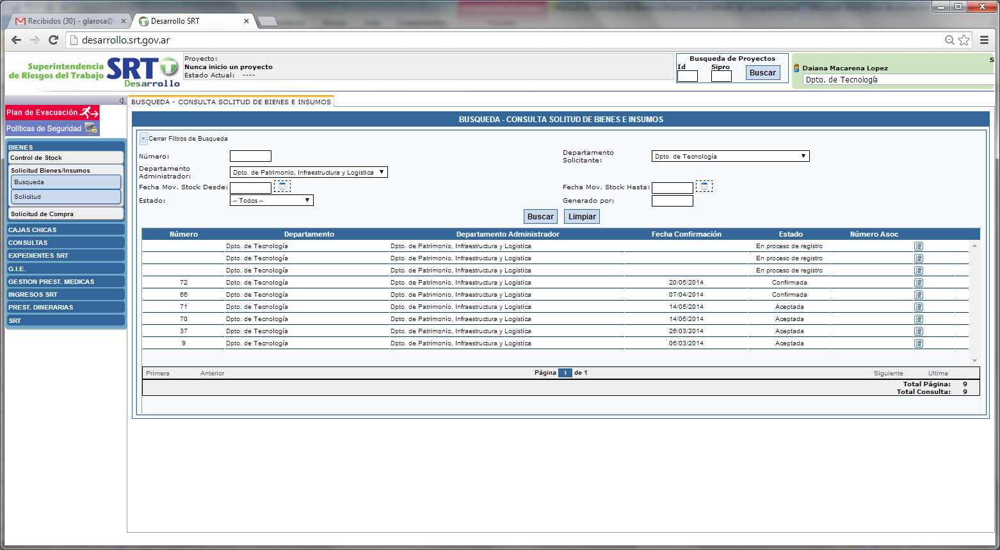 Recibidos (30) - glarosa@
Desarrollo SRT
desarrollo.srt.gov.ar
Superintendencia
de Riesgos del Trabajo
SRT
Desarrollo
Proyecto:
Nunca inicio un proyecto
Estado Actual: ----
Busqueda de Proyectos
Id Sipro
Buscar
S
Daiana Macarena Lopez
Dpto. de Tecnología
Plan de Evacuación
Políticas de Seguridad
BIENES
Control de Stock
Solicitud Bienes/Insumos
Busqueda
Solicitud
Solicitud de Compra
CAJAS CHICAS
CONSULTAS
EXPEDIENTES SRT
G.I.E.
GESTION PREST. MEDICAS
INGRESOS SRT
PREST. DINERARIAS
SRT
BUSQUEDA - CONSULTA SOLITUD DE BIENES E INSUMOS
BUSQUEDA - CONSULTA SOLITUD DE BIENES E INSUMOS
Cerrar Filtros de Busqueda
Número:
Departamento
Solicitante:
Dpto. de Tecnología
Departamento
Administrador:
Dpto. de Patrimonio, Infraestructura y Logistica
Fecha Mov. Stock Desde:
Fecha Mov. Stock Hasta:
Estado: -- Todos --
Generado por:
Buscar Limpiar
Número Departamento Departamento Administrador Fecha Confirmación Estado Número Asoc
Dpto. de Tecnología Dpto. de Patrimonio, Infraestructura y Logistica En proceso de registro
Dpto. de Tecnología Dpto. de Patrimonio, Infraestructura y Logistica En proceso de registro
Dpto. de Tecnología Dpto. de Patrimonio, Infraestructura y Logistica En proceso de registro
72 Dpto. de Tecnología Dpto. de Patrimonio, Infraestructura y Logistica 20/05/2014 Confirmada
66 Dpto. de Tecnología Dpto. de Patrimonio, Infraestructura y Logistica 07/04/2014 Confirmada
71 Dpto. de Tecnología Dpto. de Patrimonio, Infraestructura y Logistica 14/05/2014 Aceptada
70 Dpto. de Tecnología Dpto. de Patrimonio, Infraestructura y Logistica 14/05/2014 Aceptada
37 Dpto. de Tecnología Dpto. de Patrimonio, Infraestructura y Logistica 26/03/2014 Aceptada
9 Dpto. de Tecnología Dpto. de Patrimonio, Infraestructura y Logistica 06/03/2014 Aceptada
Primera Anterior Página 1 de 1 Siguiente Ultima
Total Página: 9
Total Consulta: 9